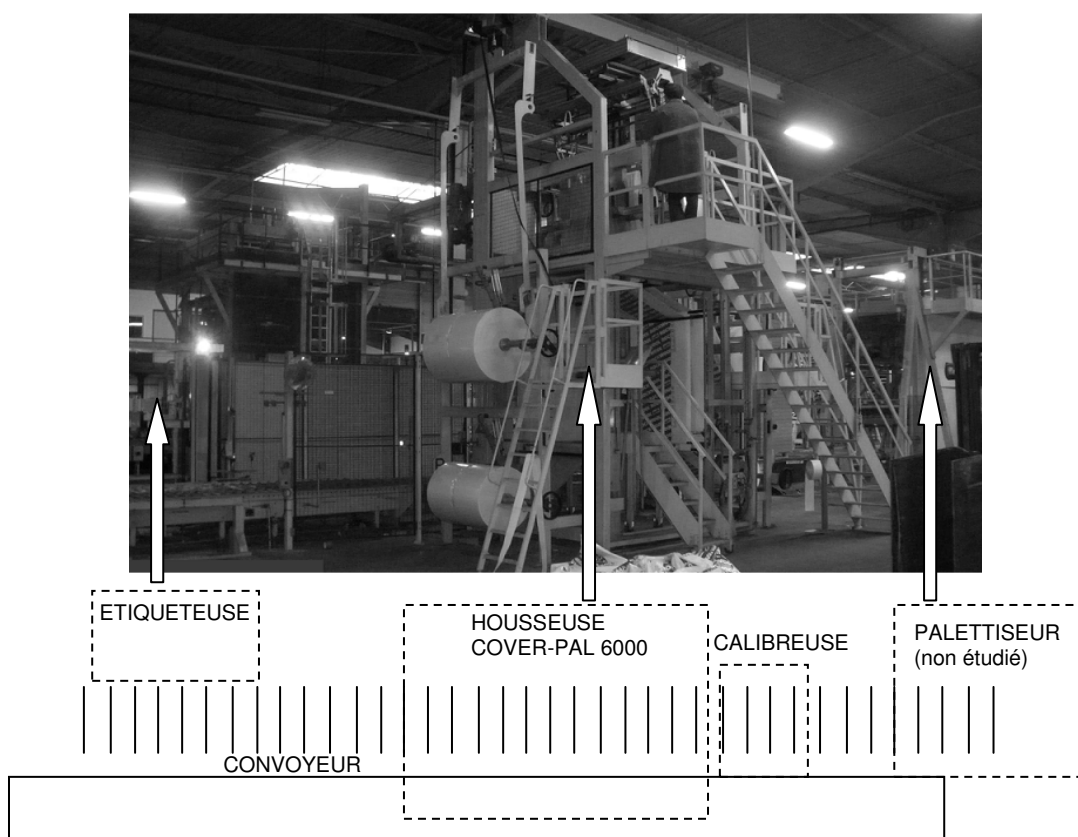 ETIQUETEUSE
HOUSSEUSE
COVER-PAL 6000
CALIBREUSE
PALETTISEUR
(non étudié)
CONVOYEUR